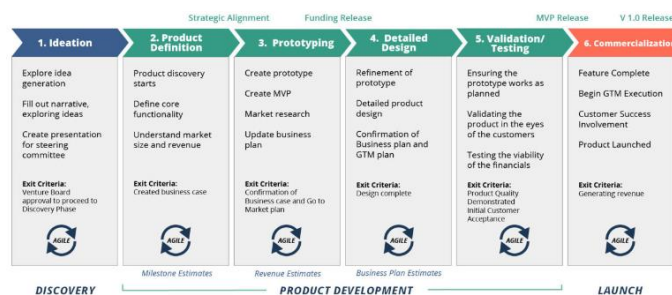 Strategic Alignment
Funding Release
MVP Release
V 1.0 Release
1. Ideation
2. Product
Definition
3. Prototyping
4. Detailed
Design
5. Validation/
Testing
6. Commercialization
Explore idea
generation
Fill out narrative,
exploring ideas
Create presentation
for steering
committee
Exit Criteria:
Venture Board
approval to proceed to
Discovery Phase
AGILE
Product discovery
starts
Define core
functionality
Understand market
size and revenue
Exit Criteria:
Created business case
AGILE
Create prototype
Create MVP
Market research
Update business
plan
Exit Criteria:
Confirmation of
Business case and Go to
Market plan
AGILE
Refinement of
prototype
Detailed product
design
Confirmation of
Business plan and
GTM plan
Exit Criteria:
Design complete
AGILE
Ensuring the
prototype works as
planned
Validating the
product in the eyes
of the customers
Testing the viability
of the financials
Exit Criteria:
Product Quality
Demonstrated
Initial Customer
Acceptance
AGILE
Feature Complete
Begin GTM Execution
Customer Success
Involvement
Product Launched
Exit Criteria:
Generating revenue
AGILE
Milestone Estimates
Revenue Estimates
Business Plan Estimates
DISCOVERY
PRODUCT DEVELOPMENT
LAUNCH